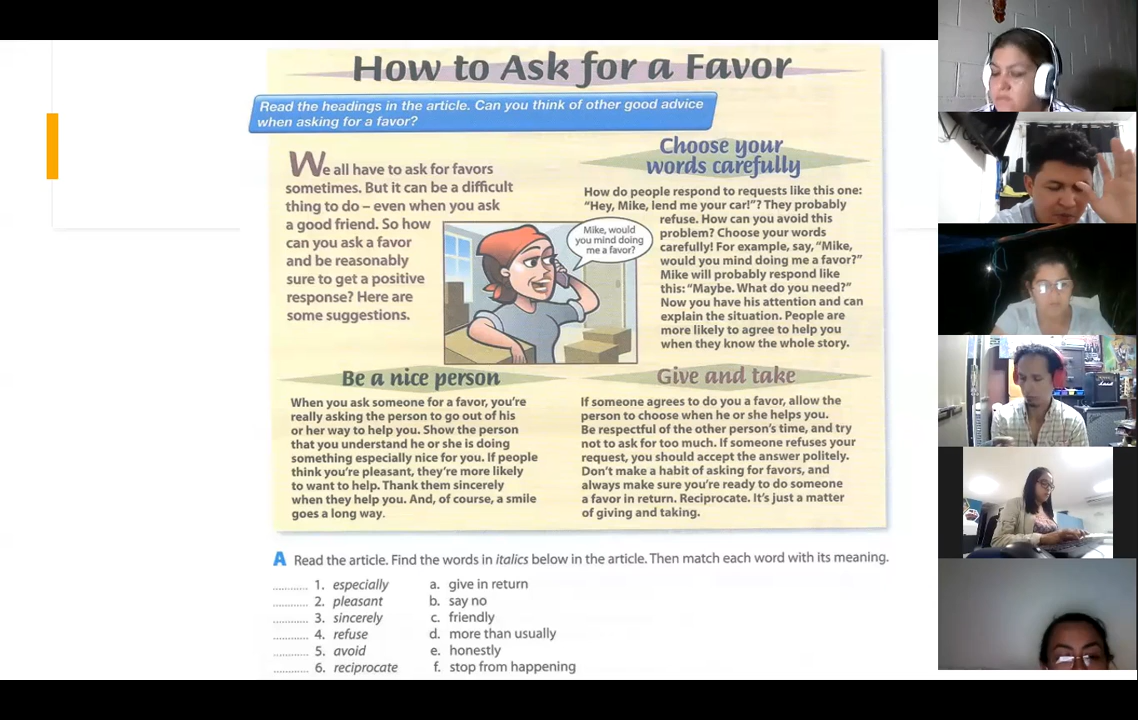 How to Ask for a Favor
Read the headings in the article. Can you think of other good advice
when asking for a favor?
We all have to ask for favors
sometimes. But it can be a difficult
thing to do – even when you ask
a good friend. So how
can you ask a favor
and be reasonably
sure to get a positive
response? Here are
some suggestions.
Mike, would
you mind doing
me a favor?
Choose your
words carefully
How do people respond to requests like this one:
“Hey, Mike, lend me your car!”? They probably
refuse. How can you avoid this
problem? Choose your words
carefully! For example, say, “Mike,
would you mind doing me a favor?”
Mike will probably respond like
this: “Maybe. What do you need?”
Now you have his attention and can
explain the situation. People are
more likely to agree to help you
when they know the whole story.
Be a nice person
When you ask someone for a favor, you’re
really asking the person to go out of his
or her way to help you. Show the person
that you understand he or she is doing
something especially nice for you. If people
think you’re pleasant, they’re more likely
to want to help. Thank them sincerely
when they help you. And, of course, a smile
goes a long way.
Give and take
If someone agrees to do you a favor, allow the
person to choose when he or she helps you.
Be respectful of the other person’s time, and try
not to ask for too much. If someone refuses your
request, you should accept the answer politely.
Don’t make a habit of asking for favors, and
always make sure you’re ready to do someone
a favor in return. Reciprocate. It’s just a matter
of giving and taking.
A Read the article. Find the words in italics below in the article. Then match each word with its meaning.
............ 1. especially a. give in return
............ 2. pleasant b. say no
............ 3. sincerely c. friendly
............ 4. refuse d. more than usually
............ 5. avoid e. honestly
............ 6. reciprocate f. stop from happening